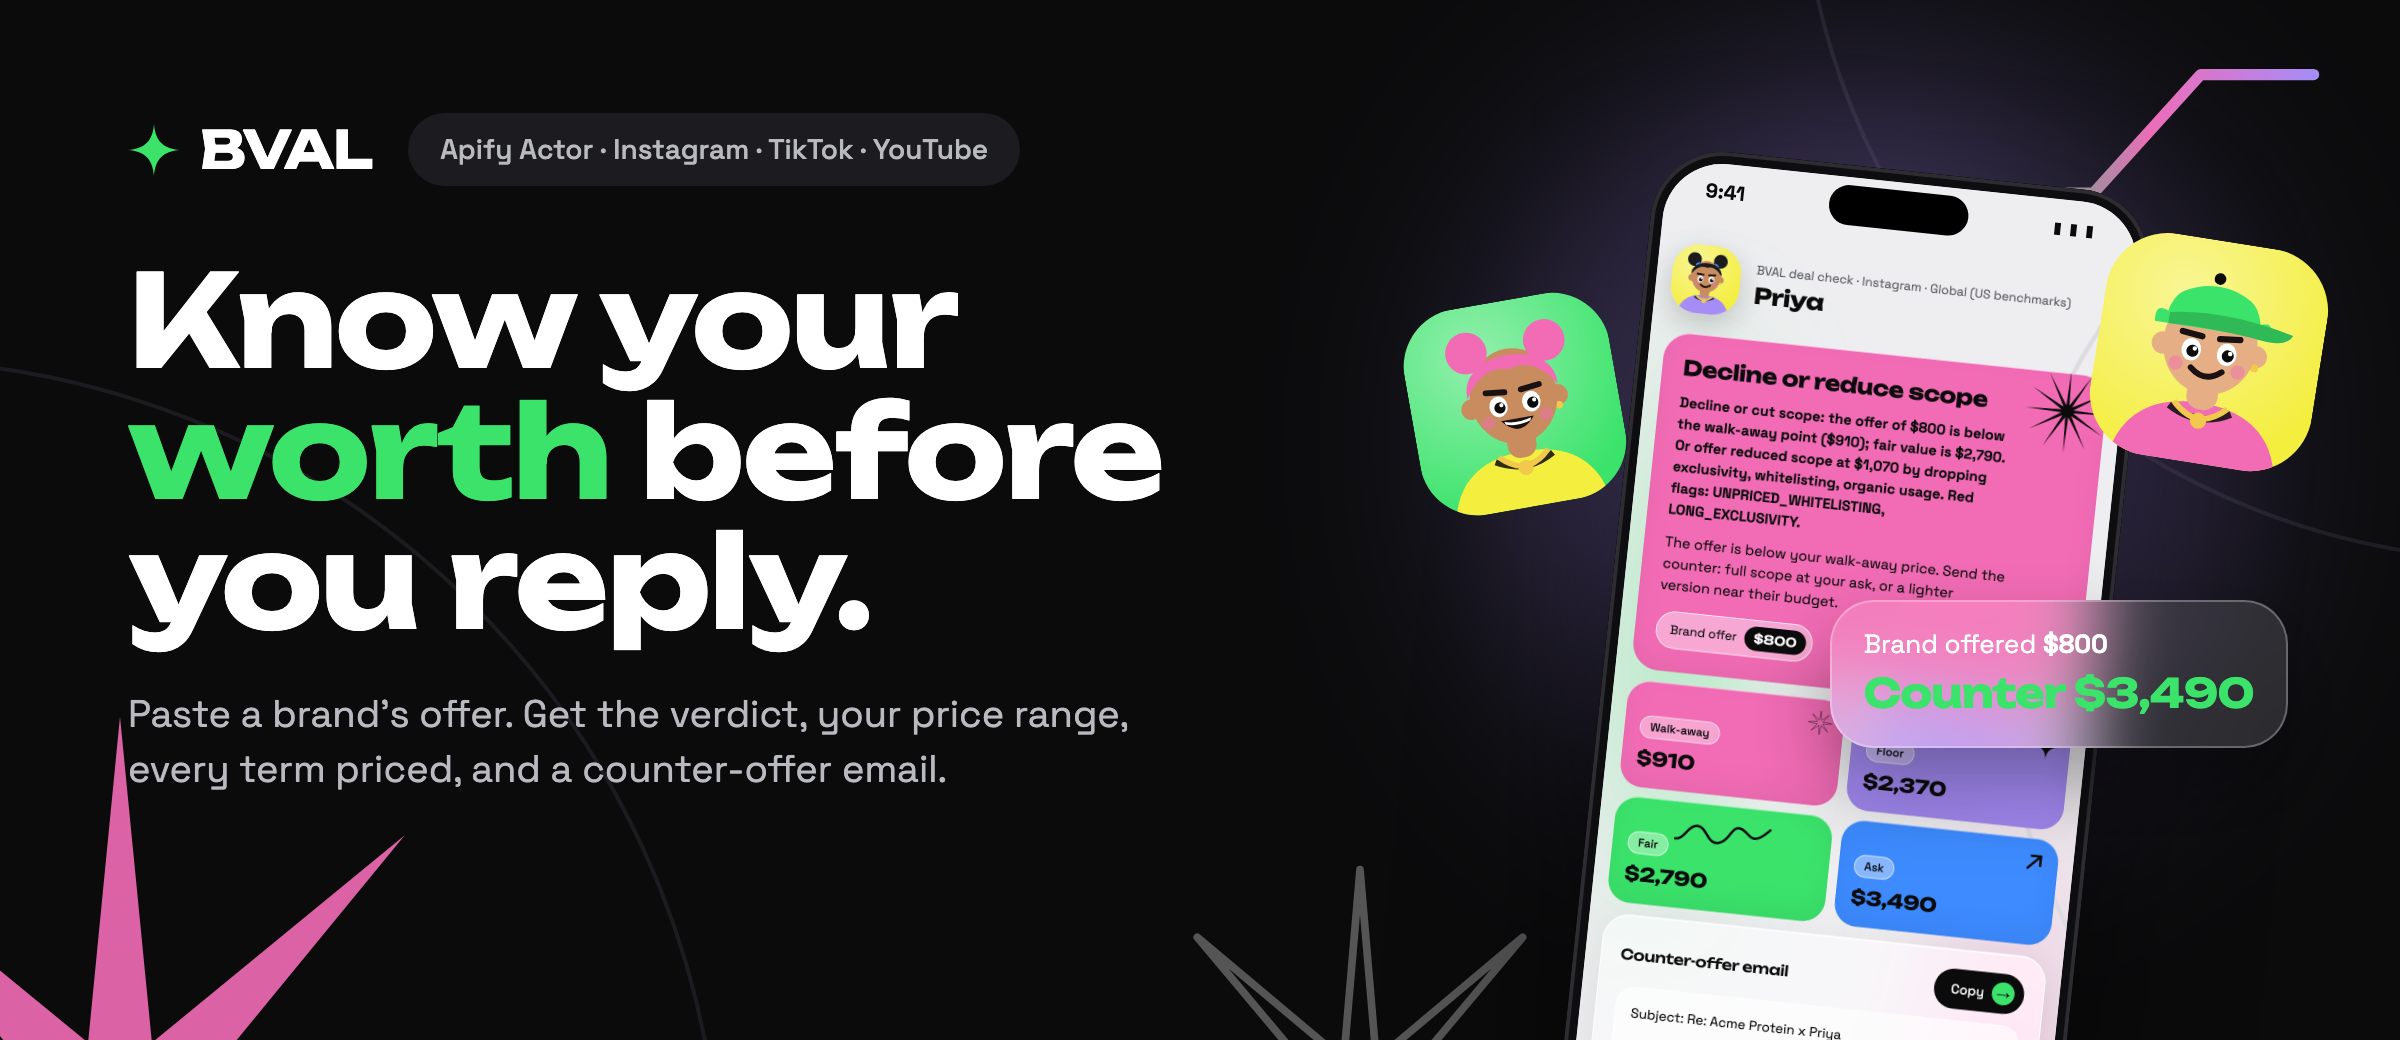 BVAL
Apify Actor · Instagram · TikTok · YouTube
Know your
worth before
you reply.
Paste a brand's offer. Get the verdict, your price range,
every term priced, and a counter-offer email.
9:41
BVAL deal check · Instagram · Global (US benchmarks)
Priya
Decline or reduce scope
Decline or cut scope: the offer of $800 is below
the walk-away point ($910); fair value is $2,790.
Or offer reduced scope at $1,070 by dropping
exclusivity, whitelisting, organic usage. Red
flags: UNPRICED_WHITELISTING,
LONG_EXCLUSIVITY.
The offer is below your walk-away price. Send the
counter: full scope at your ask, or a lighter
version near their budget.
Brand offer $800
Brand offered $800
Counter $3,490
Walk-away
$910
Floor
$2,370
Fair
$2,790
Ask
$3,490
Counter-offer email
Copy →
Subject: Re: Acme Protein x Priya